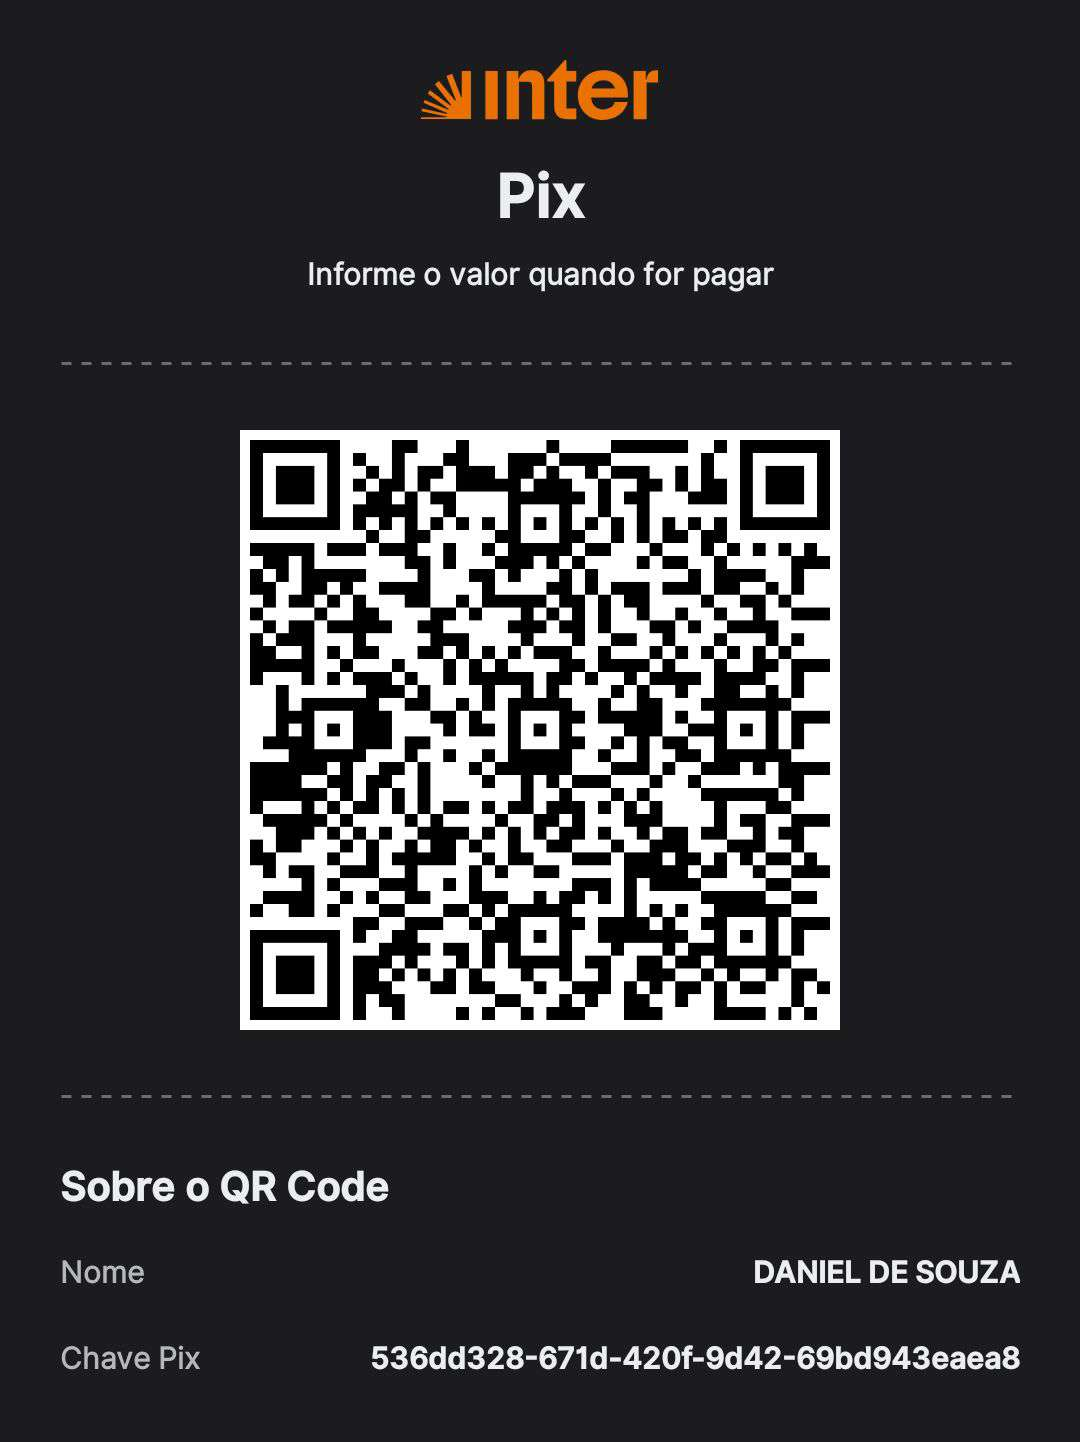 inter
Pix
Informe o valor quando for pagar
Sobre o QR Code
Nome DANIEL DE SOUZA
Chave Pix 536dd328-671d-420f-9d42-69bd943eaea8